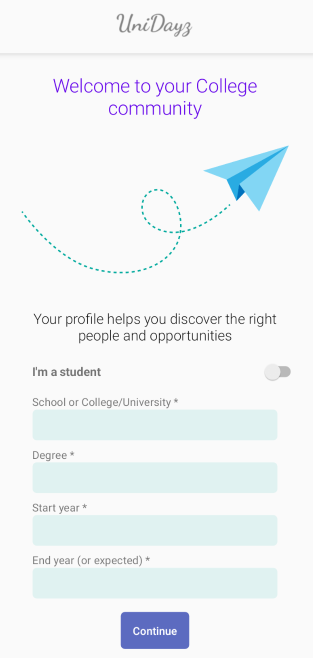 UniDayz
Welcome to your College
community
Your profile helps you discover the right
people and opportunities
I'm a student
School or College/University *
Degree *
Start year *
End year (or expected) *
Continue